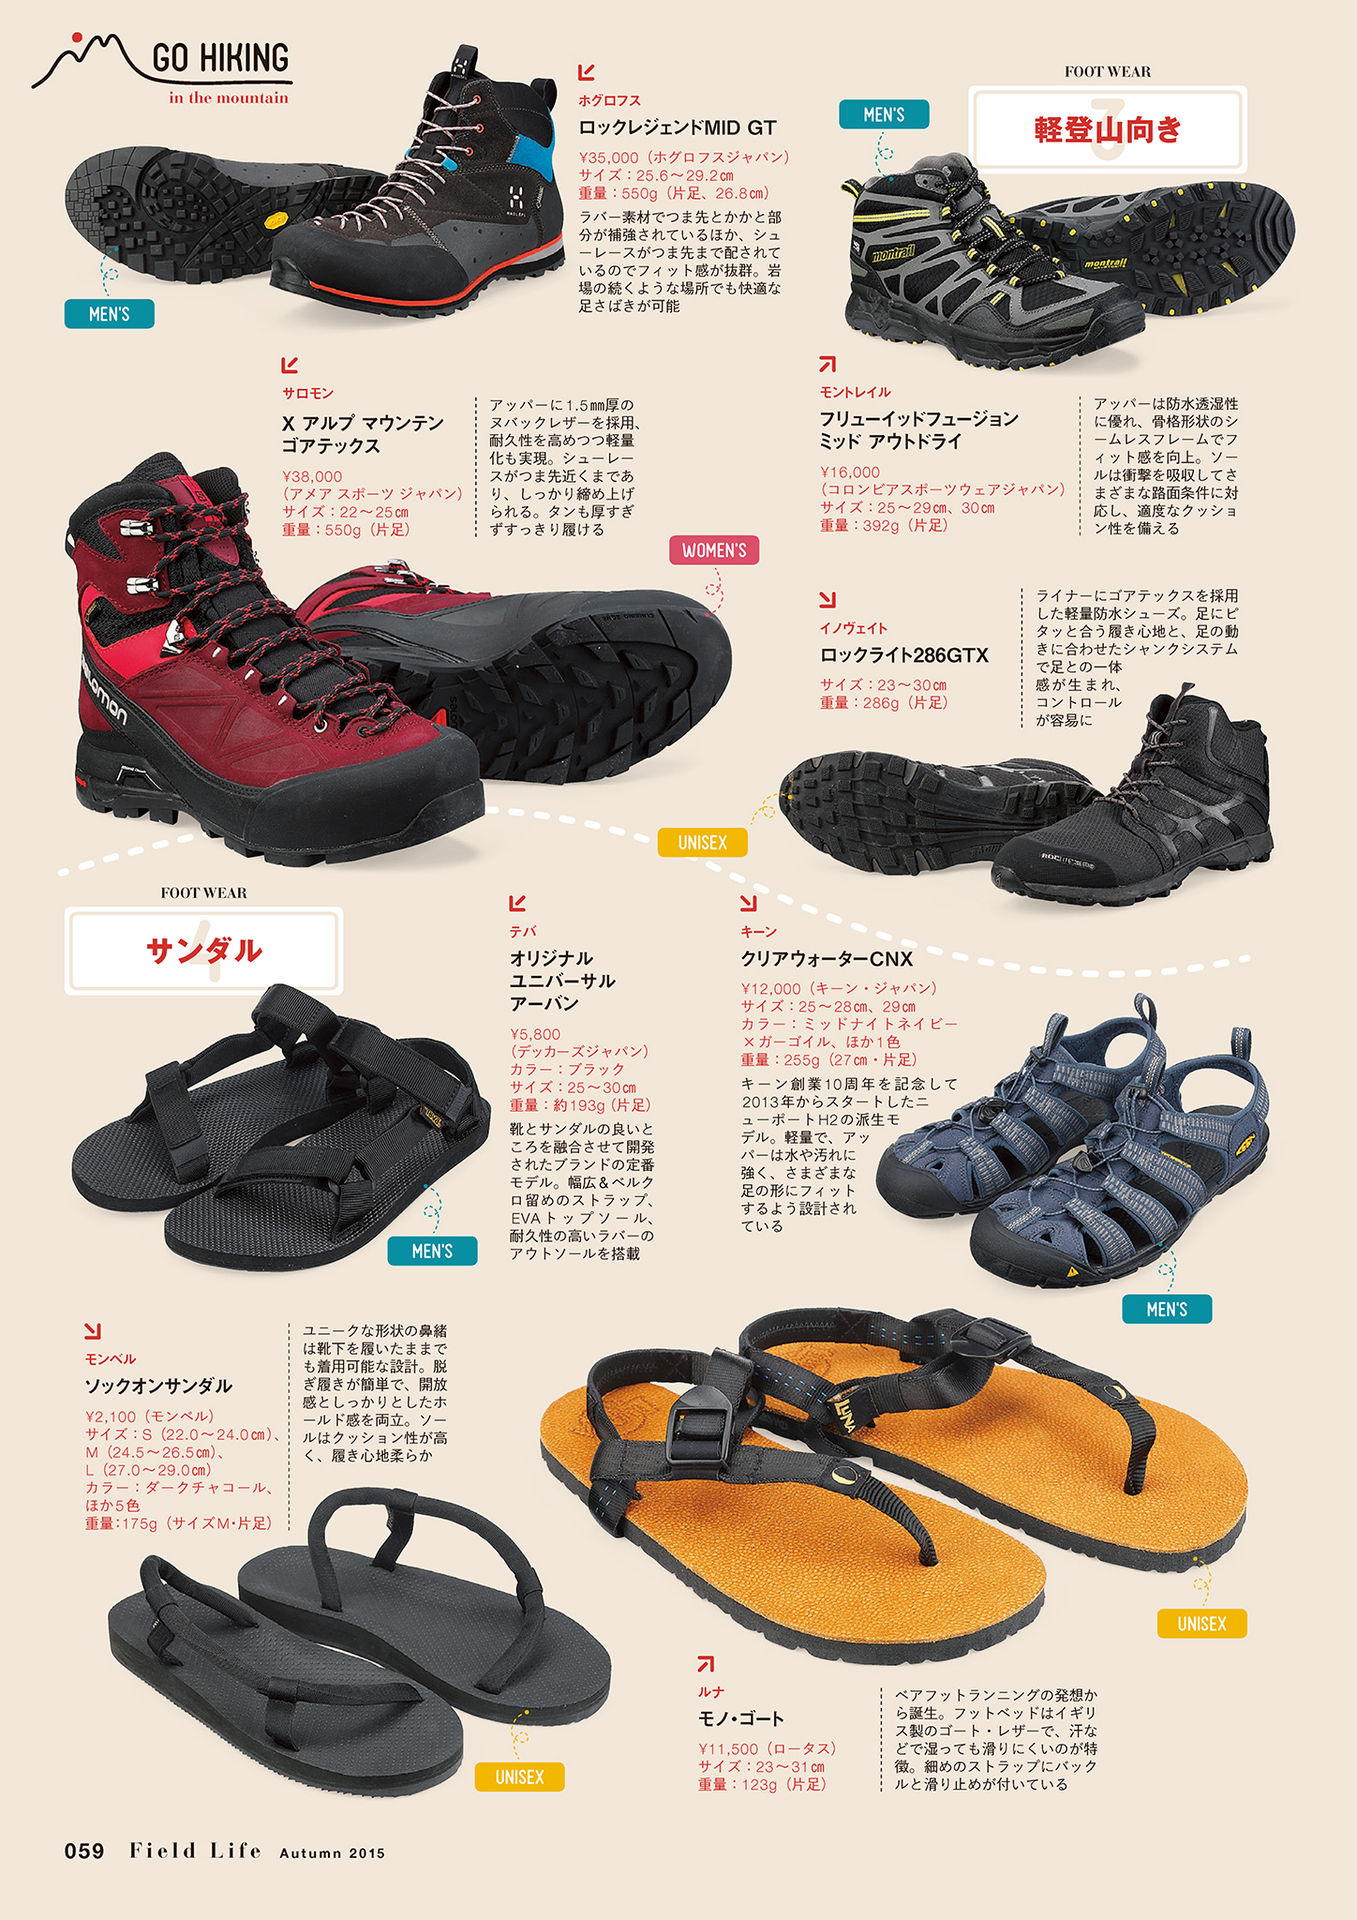 GO HIKING
in the mountain
ホグロフス
ロックレジェンドMID GT
¥35,000（ホグロフスジャパン）
サイズ：25.6〜29.2㎝
重量：550g（片足、26.8㎝）
ラバー素材でつま先とかかと部
分が補強されているほか、シュ
ーレースがつま先まで配されて
いるのでフィット感が抜群。岩
場の続くような場所でも快適な
足さばきが可能
MEN'S
サロモン
X アルプ マウンテン
ゴアテックス
¥38,000
（アメア スポーツ ジャパン）
サイズ：22〜25㎝
重量：550g（片足）
アッパーに1.5㎜厚の
ヌバックレザーを採用、
耐久性を高めつつ軽量
化も実現。シューレー
スがつま先近くまであ
り、しっかり締め上げ
られる。タンも厚すぎ
ずすっきり履ける
WOMEN'S
salomon
FOOT WEAR
3
軽登山向き
MEN'S
montrail
montrail
モントレイル
フリューイッドフュージョン
ミッド アウトドライ
¥16,000
（コロンビアスポーツウェアジャパン）
サイズ：25〜29㎝、30㎝
重量：392g（片足）
アッパーは防水透湿性
に優れ、骨格形状のシ
ームレスフレームでフ
ィット感を向上。ソー
ルは衝撃を吸収してさ
まざまな路面条件に対
応し、適度なクッショ
ン性を備える
イノヴェイト
ロックライト286GTX
サイズ：23〜30㎝
重量：286g（片足）
ライナーにゴアテックスを採用
した軽量防水シューズ。足にピ
タッと合う履き心地と、足の動
きに合わせたシャンクシステム
で足との一体
感が生まれ、
コントロール
が容易に
UNISEX
FOOT WEAR
4
サンダル
テバ
オリジナル
ユニバーサル
アーバン
¥5,800
（デッカーズジャパン）
カラー：ブラック
サイズ：25〜30㎝
重量：約193g（片足）
靴とサンダルの良いと
ころを融合させて開発
されたブランドの定番
モデル。幅広＆ベルク
ロ留めのストラップ、
EVAトップソール、
耐久性の高いラバーの
アウトソールを搭載
MEN'S
キーン
クリアウォーターCNX
¥12,000（キーン・ジャパン）
サイズ：25〜28㎝、29㎝
カラー：ミッドナイトネイビー
×ガーゴイル、ほか1色
重量：255g（27㎝・片足）
キーン創業10周年を記念して
2013年からスタートしたニ
ューポートH2の派生モ
デル。軽量で、アッ
パーは水や汚れに
強く、さまざまな
足の形にフィット
するよう設計され
ている
KEEN
MEN'S
モンベル
ソックオンサンダル
¥2,100（モンベル）
サイズ：S（22.0〜24.0㎝）、
M（24.5〜26.5㎝）、
L（27.0〜29.0㎝）
カラー：ダークチャコール、
ほか5色
重量：175g（サイズM・片足）
ユニークな形状の鼻緒
は靴下を履いたままで
も着用可能な設計。脱
ぎ履きが簡単で、開放
感としっかりとしたホ
ールド感を両立。ソー
ルはクッション性が高
く、履き心地柔らか
UNISEX
LUNA
UNISEX
ルナ
モノ・ゴート
¥11,500（ロータス）
サイズ：23〜31㎝
重量：123g（片足）
ベアフットランニングの発想か
ら誕生。フットベッドはイギリ
ス製のゴート・レザーで、汗な
どで湿っても滑りにくいのが特
徴。細めのストラップにバック
ルと滑り止めが付いている
059 Field Life Autumn 2015